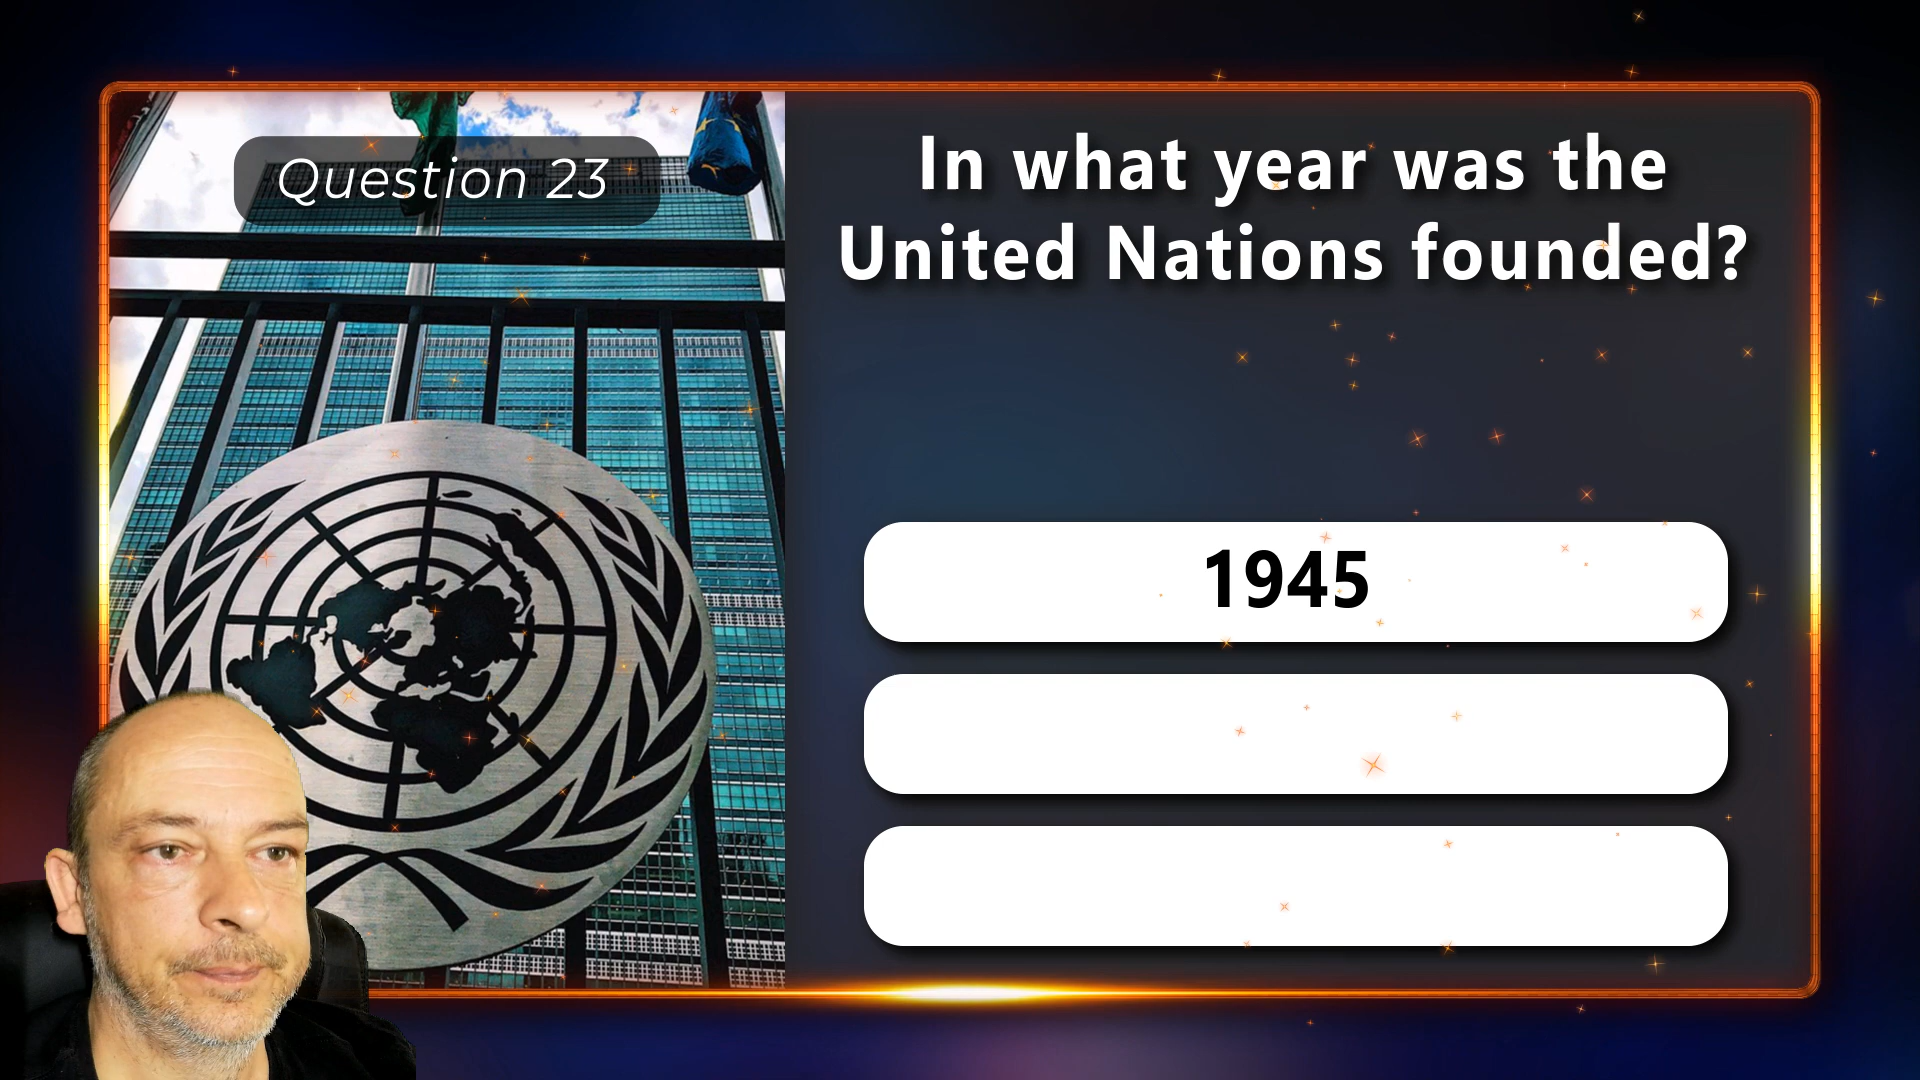 Question 23
In what year was the
United Nations founded?
1945